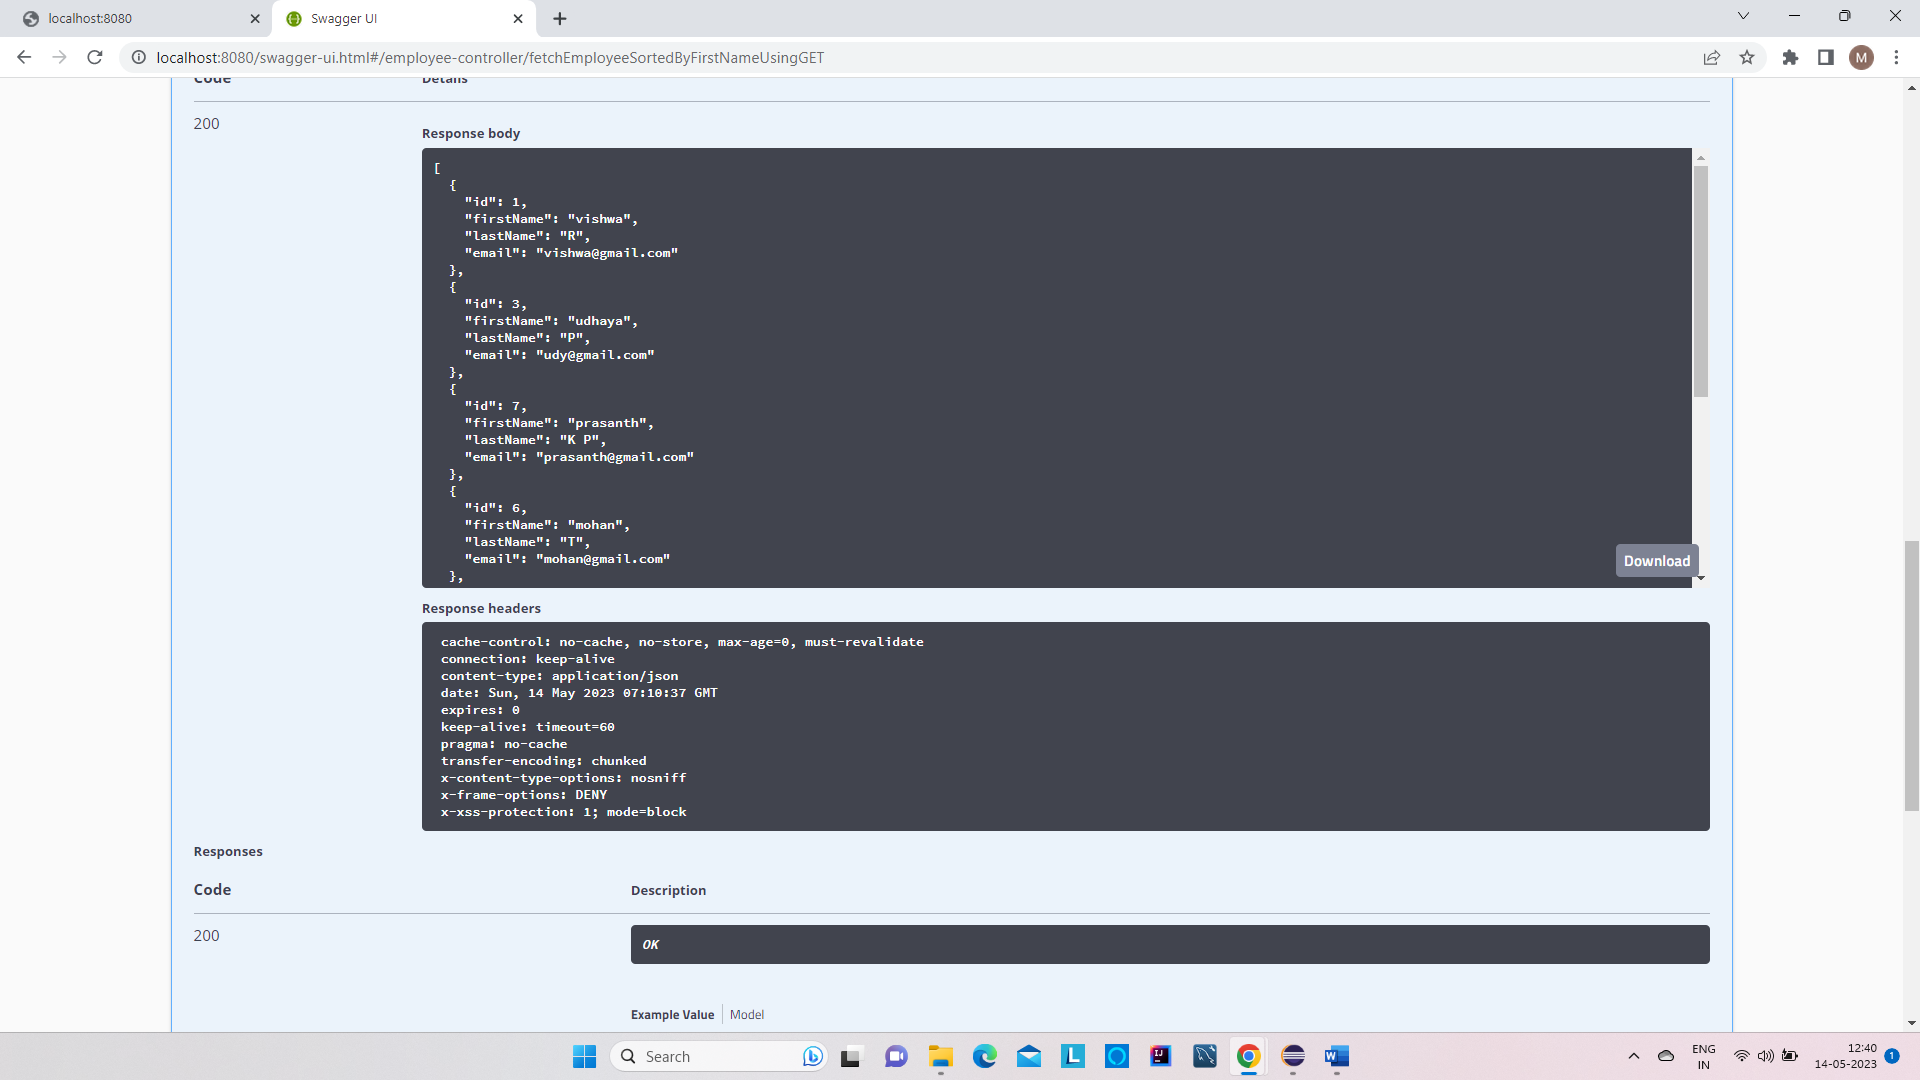 localhost:8080
Swagger UI
localhost:8080/swagger-ui.html#/employee-controller/fetchEmployeeSortedByFirstNameUsingGET
M
Code Details
200
Response body
[
{
"id": 1,
"firstName": "vishwa",
"lastName": "R",
"email": "vishwa@gmail.com"
},
{
"id": 3,
"firstName": "udhaya",
"lastName": "P",
"email": "udy@gmail.com"
},
{
"id": 7,
"firstName": "prasanth",
"lastName": "K P",
"email": "prasanth@gmail.com"
},
{
"id": 6,
"firstName": "mohan",
"lastName": "T",
"email": "mohan@gmail.com"
},
Download
Response headers
cache-control: no-cache, no-store, max-age=0, must-revalidate
connection: keep-alive
content-type: application/json
date: Sun, 14 May 2023 07:10:37 GMT
expires: 0
keep-alive: timeout=60
pragma: no-cache
transfer-encoding: chunked
x-content-type-options: nosniff
x-frame-options: DENY
x-xss-protection: 1; mode=block
Responses
Code Description
200
OK
Example Value Model
Search
L
IJ
W
ENG
IN
12:40
14-05-2023
1